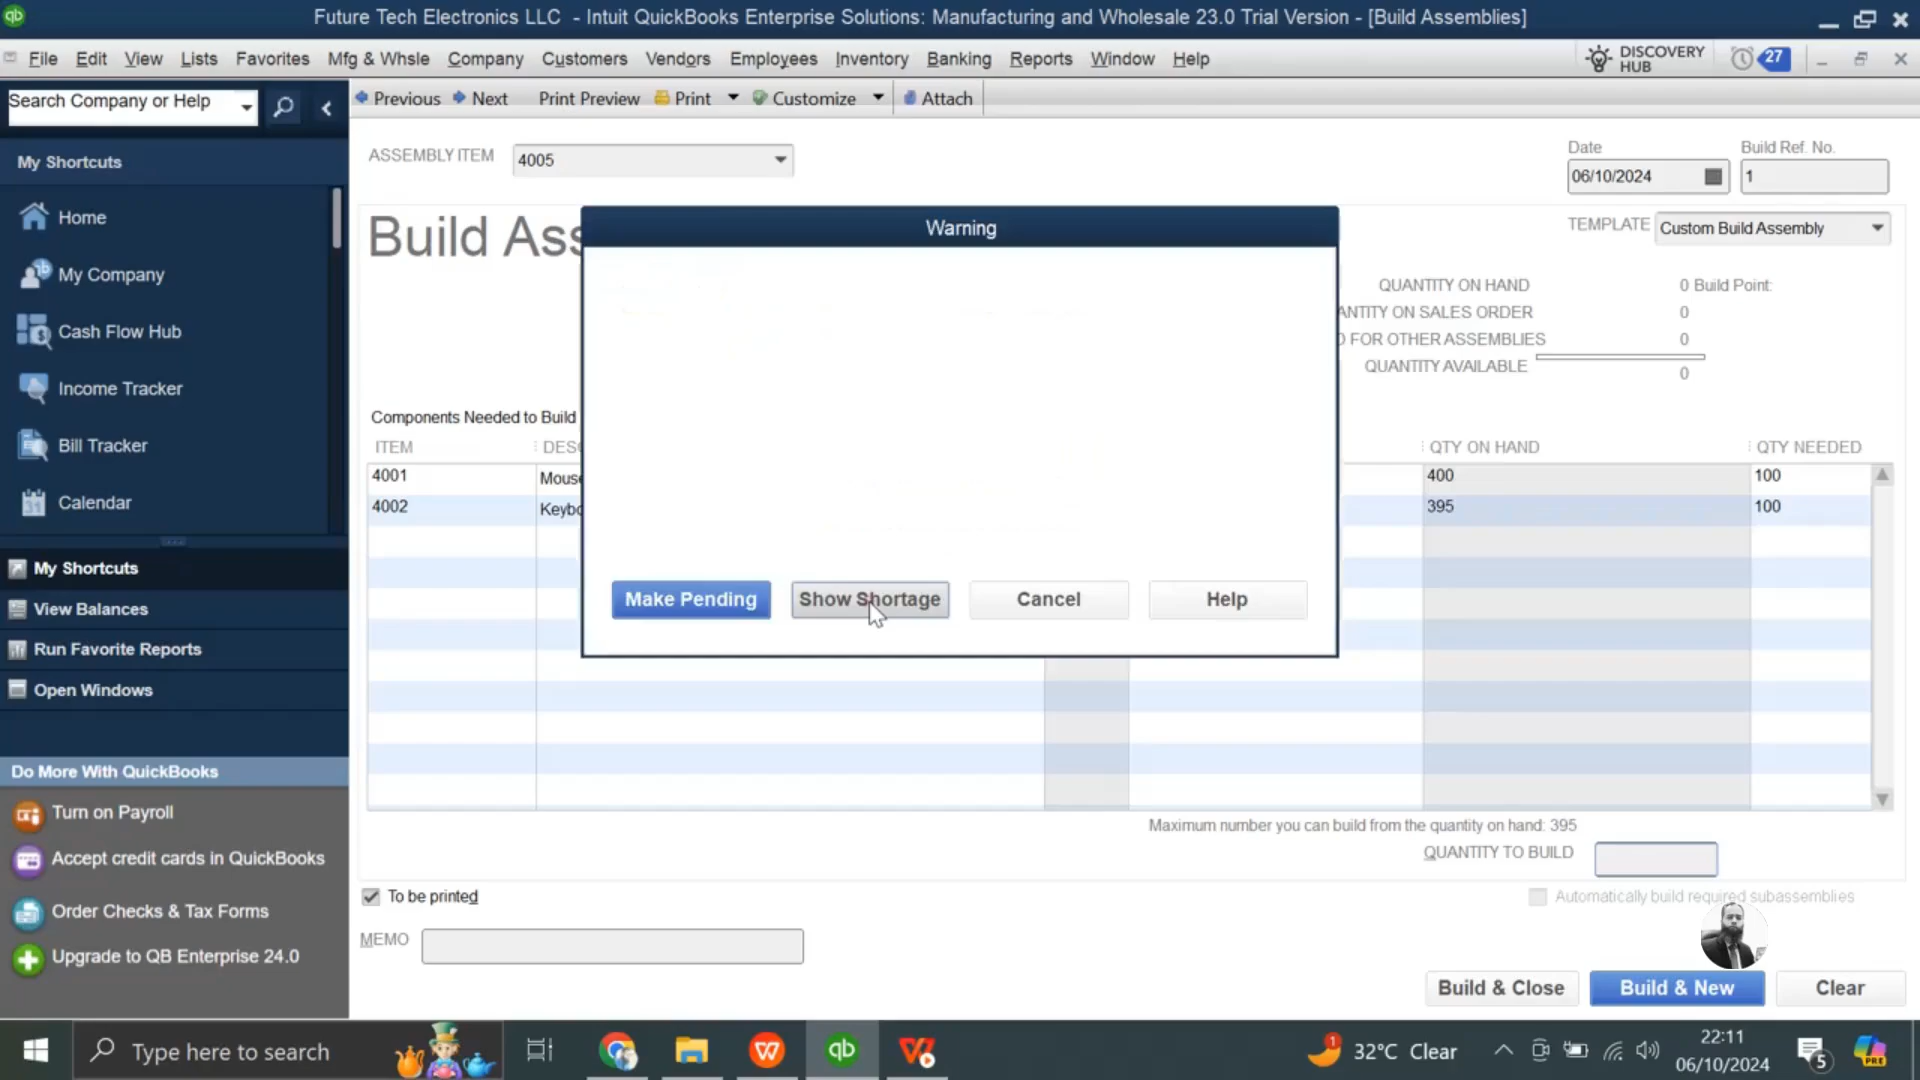 qb
Future Tech Electronics LLC - Intuit QuickBooks Enterprise Solutions: Manufacturing and Wholesale 23.0 Trial Version - [Build Assemblies]
File Edit View Lists Favorites Mfg & Whsle Company Customers Vendors Employees Inventory Banking Reports Window Help
DISCOVERY HUB
27
Search Company or Help
Previous Next Print Preview Print Customize Attach
My Shortcuts
Home
My Company
Cash Flow Hub
Income Tracker
Bill Tracker
Calendar
My Shortcuts
View Balances
Run Favorite Reports
Open Windows
Do More With QuickBooks
Turn on Payroll
Accept credit cards in QuickBooks
Order Checks & Tax Forms
Upgrade to QB Enterprise 24.0
ASSEMBLY ITEM 4005
Date
06/10/2024
Build Ref. No.
1
Build Ass
TEMPLATE Custom Build Assembly
QUANTITY ON HAND 0 Build Point:
ANTITY ON SALES ORDER 0
D FOR OTHER ASSEMBLIES 0
QUANTITY AVAILABLE 0
Warning
Make Pending Show Shortage Cancel Help
Components Needed to Build
ITEM DESC QTY ON HAND QTY NEEDED
4001 Mouse 400 100
4002 Keybo 395 100
Maximum number you can build from the quantity on hand: 395
QUANTITY TO BUILD
To be printed
Automatically build required subassemblies
MEMO
Build & Close Build & New Clear
Type here to search
qb
1
32°C Clear
22:11
06/10/2024
5
PRE